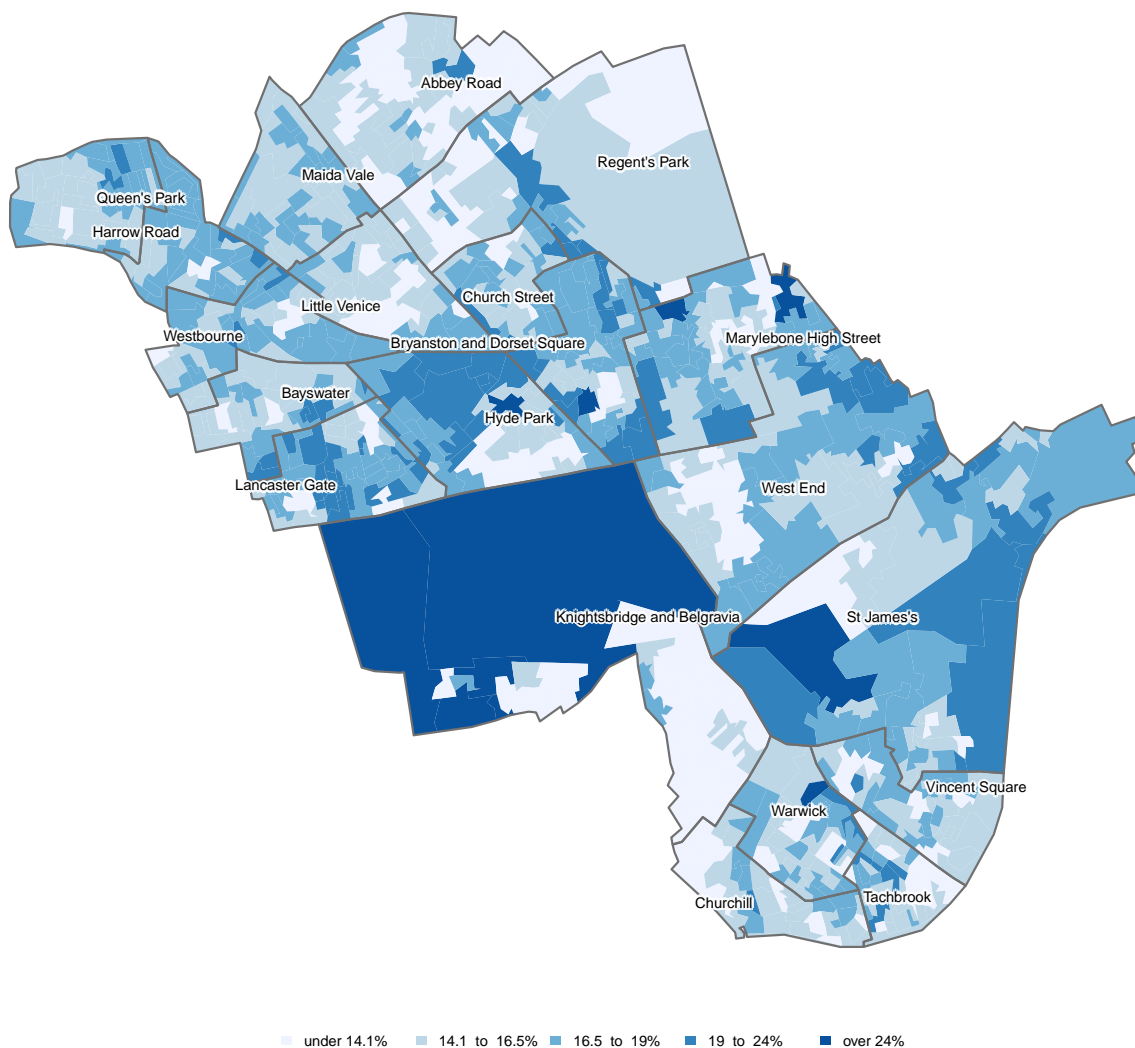 Abbey Road
Regent's Park
Maida Vale
Queen's Park
Harrow Road
Church Street
Little Venice
Westbourne
Bryanston and Dorset Square
Marylebone High Street
Bayswater
Hyde Park
Lancaster Gate
West End
Knightsbridge and Belgravia
St James's
Vincent Square
Warwick
Churchill
Tachbrook
under 14.1%
14.1 to 16.5%
16.5 to 19%
19 to 24%
over 24%